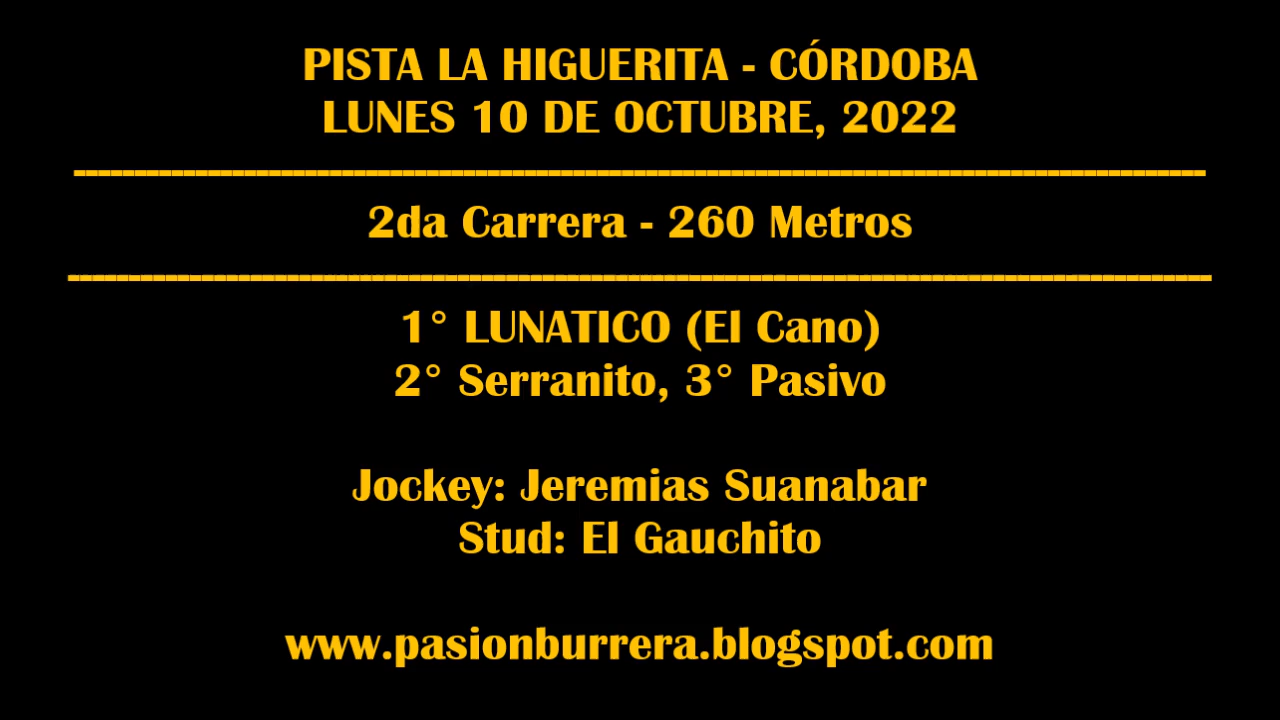 PISTA LA HIGUERITA - CÓRDOBA
LUNES 10 DE OCTUBRE, 2022
---------------------------------------------------------------------------------------------
2da Carrera - 260 Metros
----------------------------------------------------------------------------------------------
1° LUNATICO (El Cano)
2° Serranito, 3° Pasivo
Jockey: Jeremias Suanabar
Stud: El Gauchito
www.pasionburrera.blogspot.com